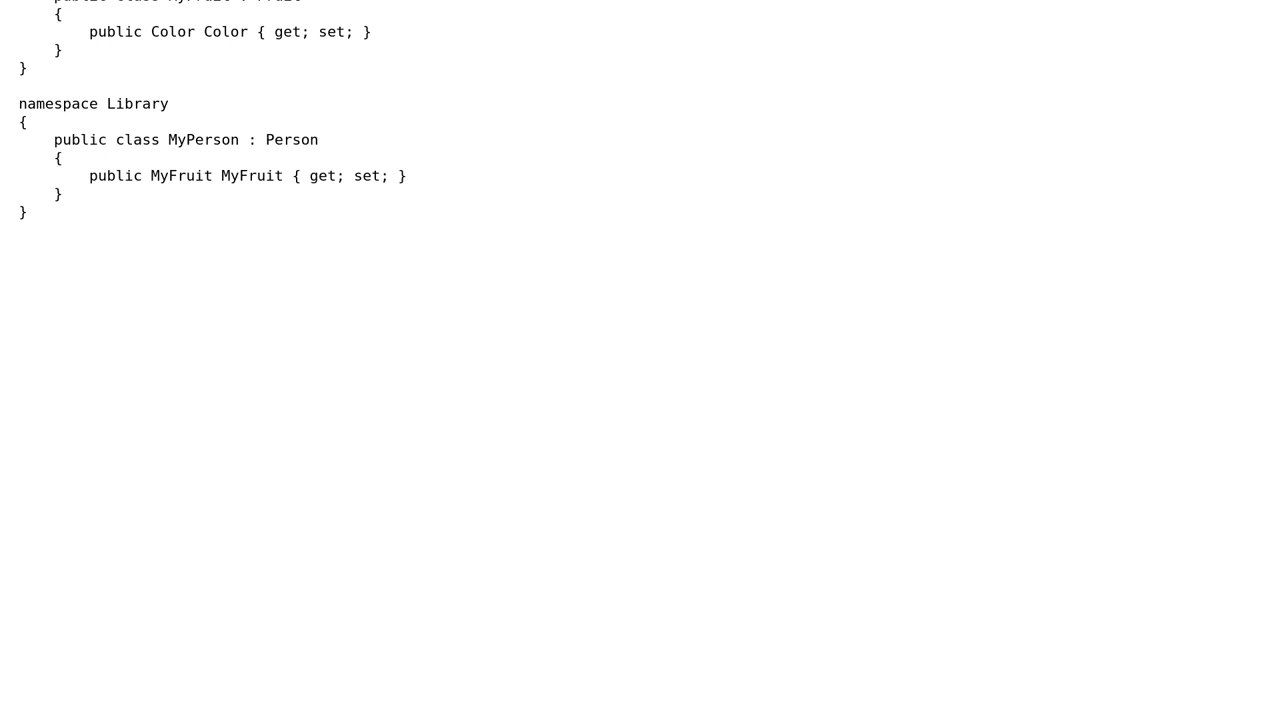 {
        public Color Color { get; set; }
    }
}

namespace Library
{
    public class MyPerson : Person
    {
        public MyFruit MyFruit { get; set; }
    }
}